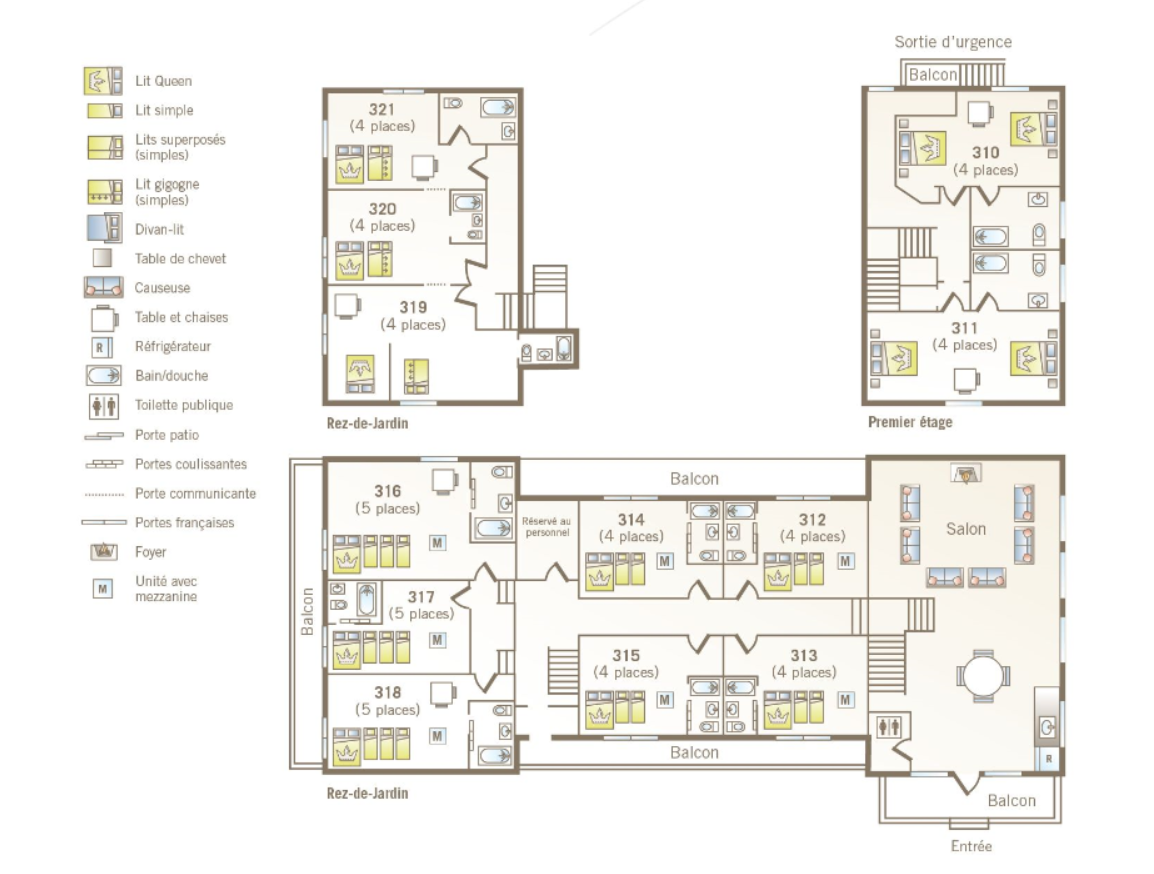 Lit Queen
Lit simple
Lits superposés
(simples)
Lit gigogne
(simples)
Divan-lit
Table de chevet
Causeuse
Table et chaises
R
Réfrigérateur
Bain/douche
Toilette publique
Porte patio
Portes coulissantes
Porte communicante
Portes françaises
Foyer
M
Unité avec
mezzanine
321
(4 places)
320
(4 places)
319
(4 places)
Rez-de-Jardin
Sortie d'urgence
Balcon
310
(4 places)
311
(4 places)
Premier étage
Balcon
316
(5 places)
M
317
(5 places)
M
318
(5 places)
M
Rez-de-Jardin
Balcon
Réservé au
personnel
314
(4 places)
M
312
(4 places)
M
315
(4 places)
M
313
(4 places)
M
Balcon
Salon
R
Balcon
Entrée